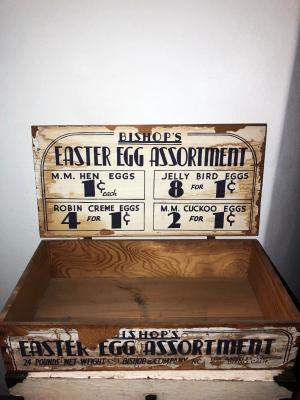 BISHOP'S
EASTER EGG ASSORTMENT
M.M. HEN EGGS
1¢ each
JELLY BIRD EGGS
8 FOR 1¢
ROBIN CREME EGGS
4 FOR 1¢
M.M. CUCKOO EGGS
2 FOR 1¢
BISHOP'S
EASTER EGG ASSORTMENT
24 POUNDS NET WEIGHT BISHOP & COMPANY INC.